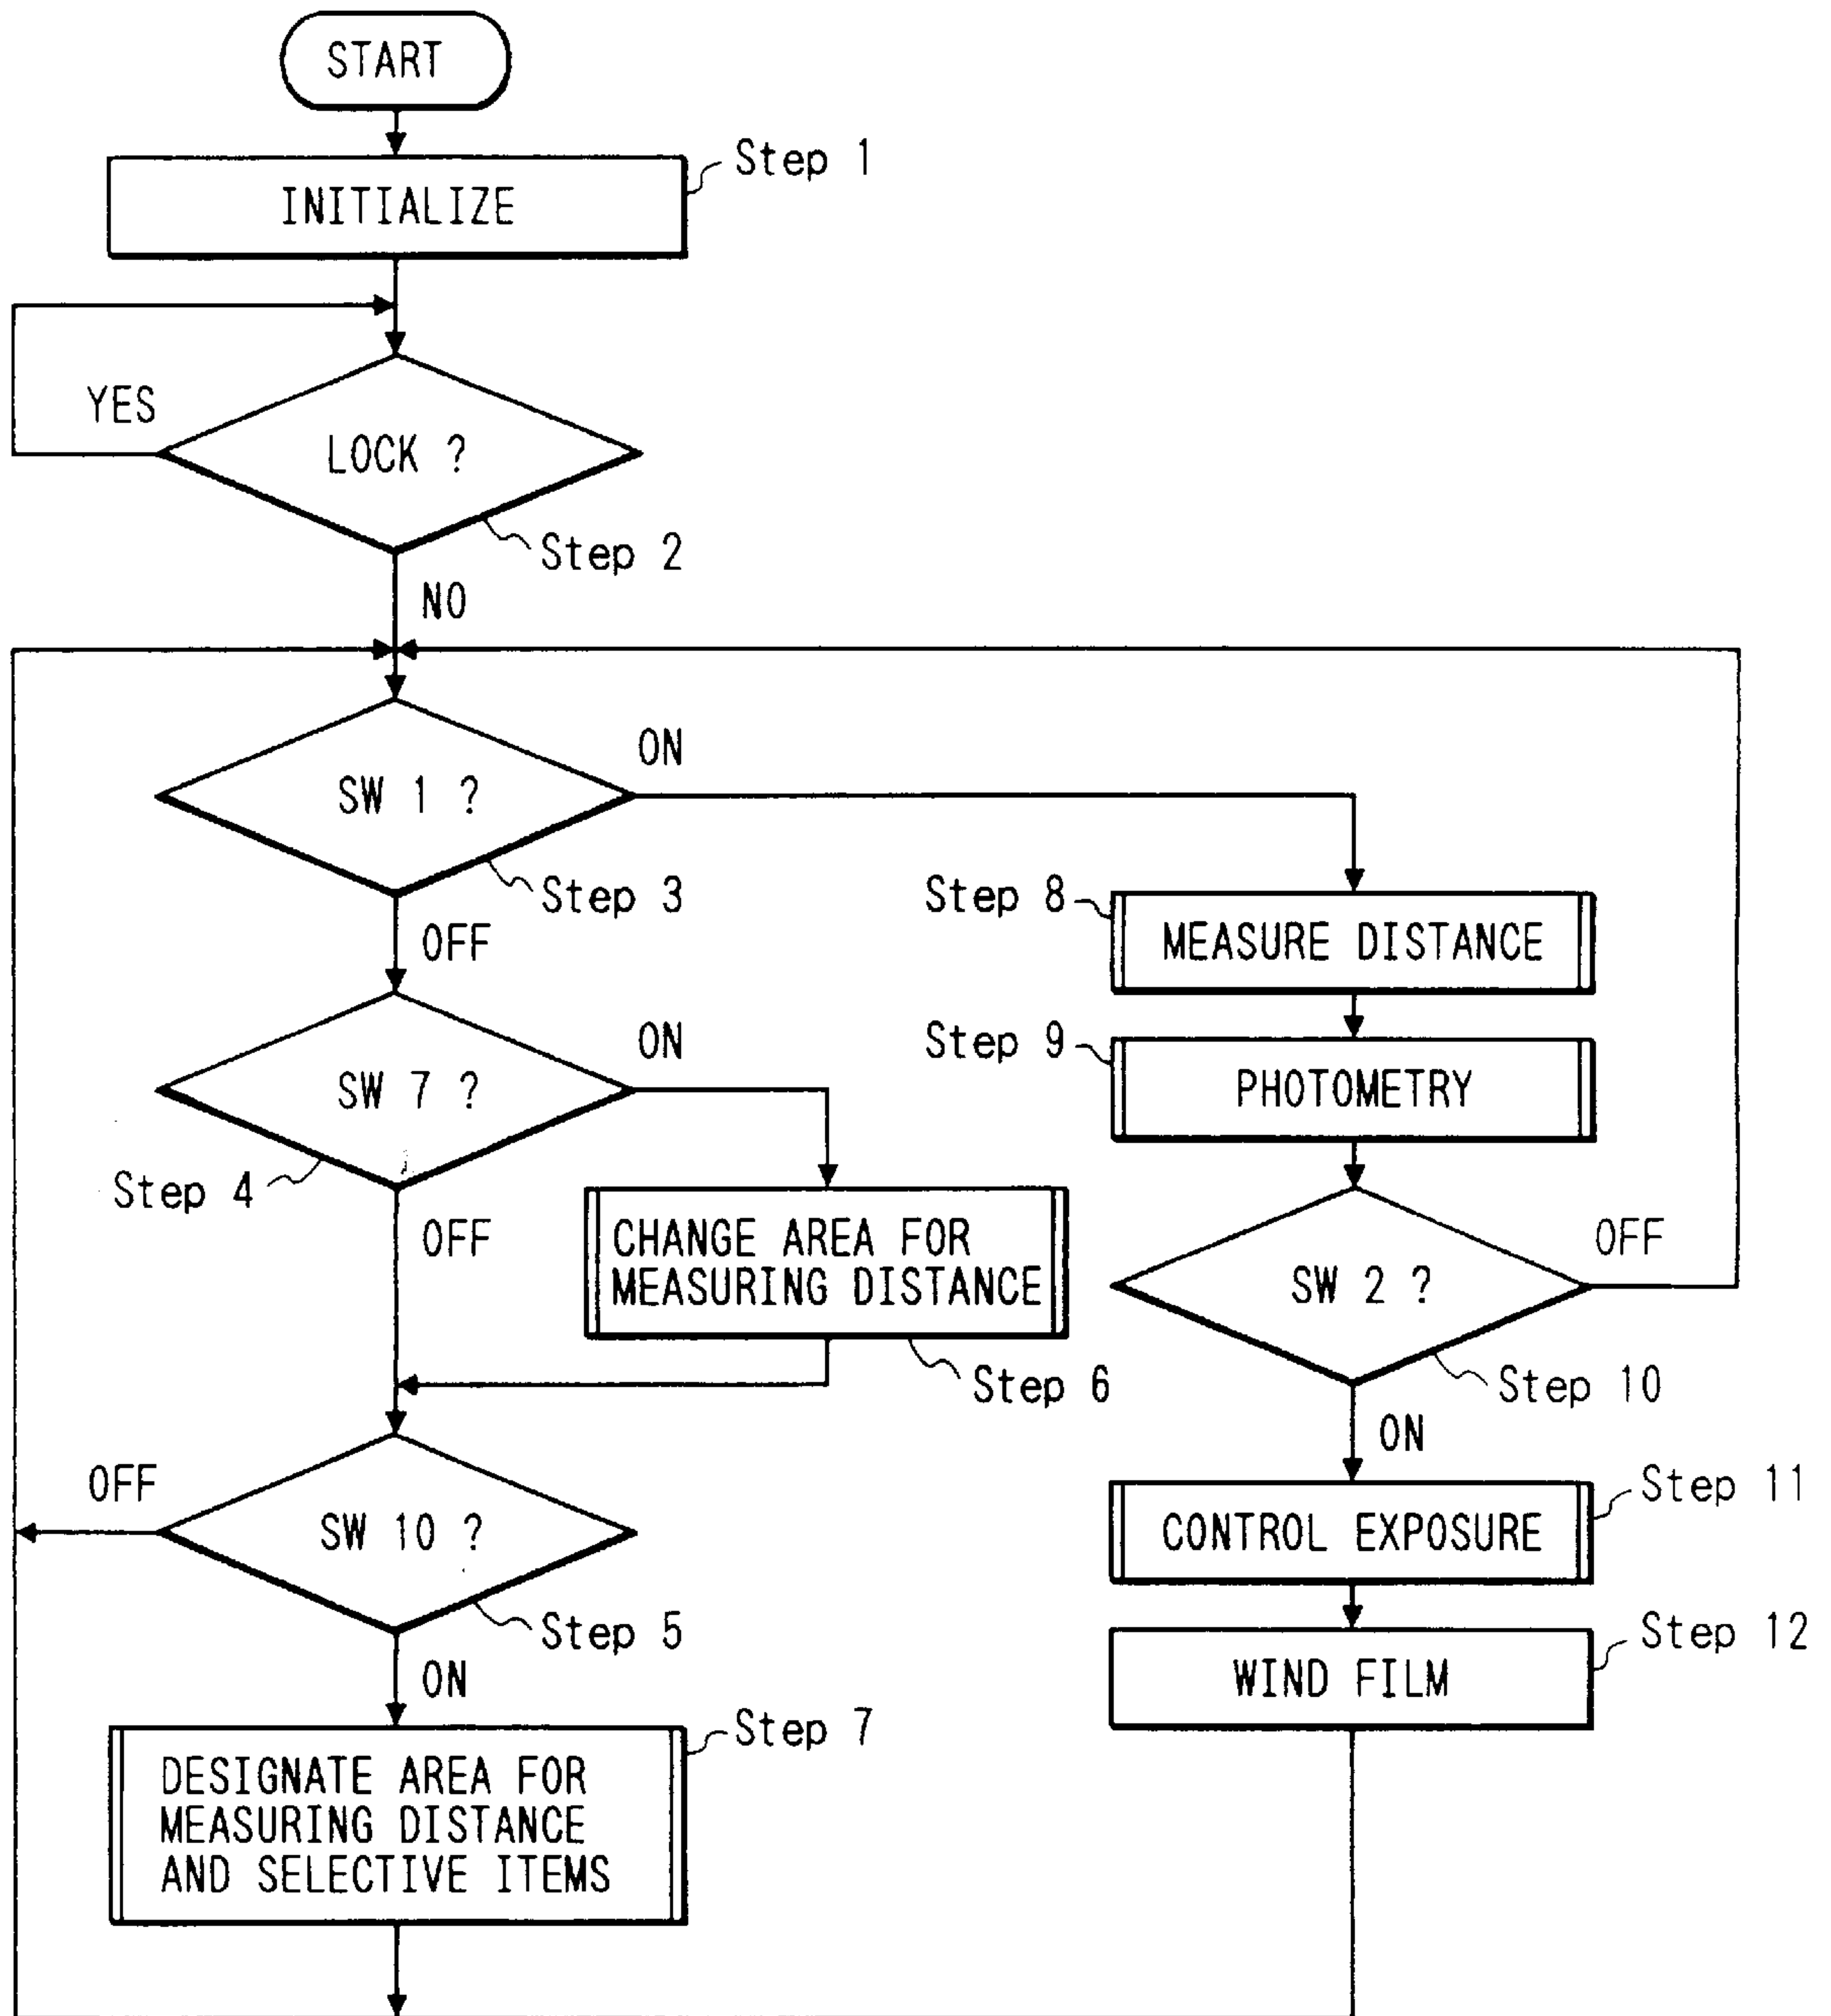 START
INITIALIZE
Step 1
YES
LOCK ?
Step 2
NO
SW 1 ?
ON
Step 3
OFF
SW 7 ?
ON
Step 4
OFF
CHANGE AREA FOR
MEASURING DISTANCE
Step 6
SW 10 ?
OFF
Step 5
ON
DESIGNATE AREA FOR
MEASURING DISTANCE
AND SELECTIVE ITEMS
Step 7
Step 8
MEASURE DISTANCE
Step 9
PHOTOMETRY
SW 2 ?
OFF
Step 10
ON
CONTROL EXPOSURE
Step 11
WIND FILM
Step 12